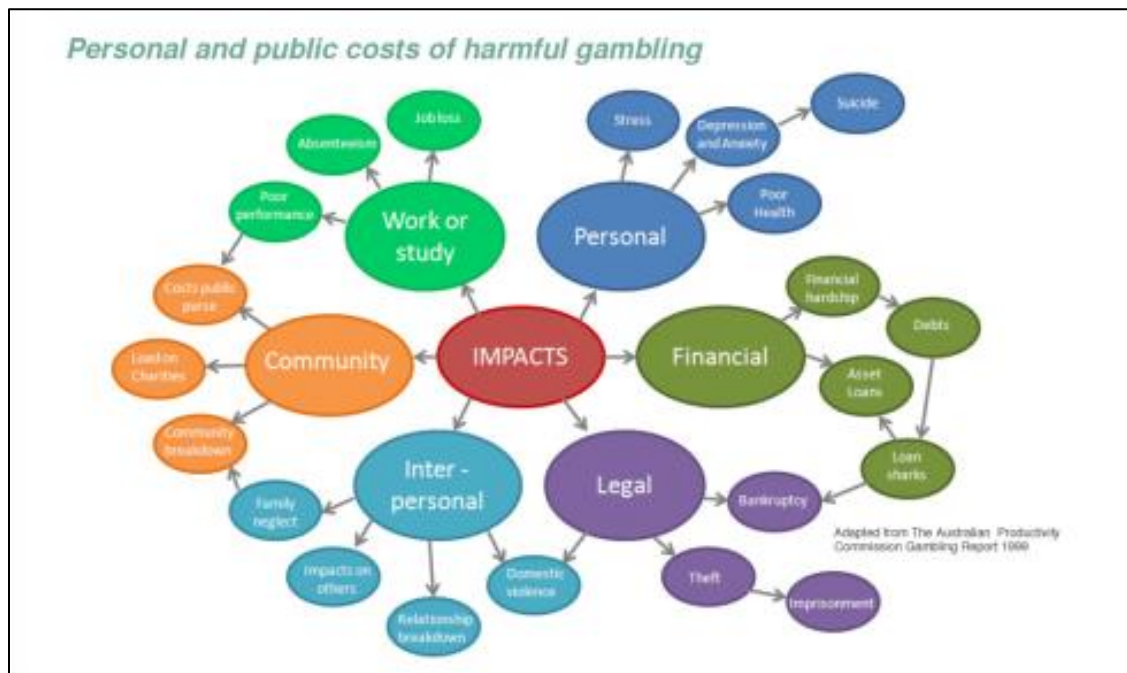 Personal and public costs of harmful gambling
Suicide
Stress
Depression
and Anxiety
Job loss
Absenteeism
Poor
Health
Poor
performance
Work or
study
Personal
Costs public
purse
Financial
hardship
Debts
Community
IMPACTS
Financial
Load on
Charities
Asset
Loans
Community
breakdown
Inter -
personal
Legal
Loan
sharks
Family
neglect
Bankruptcy
Adapted from The Australian Productivity
Commission Gambling Report 1999
Impacts on
others
Domestic
violence
Theft
Imprisonment
Relationship
breakdown